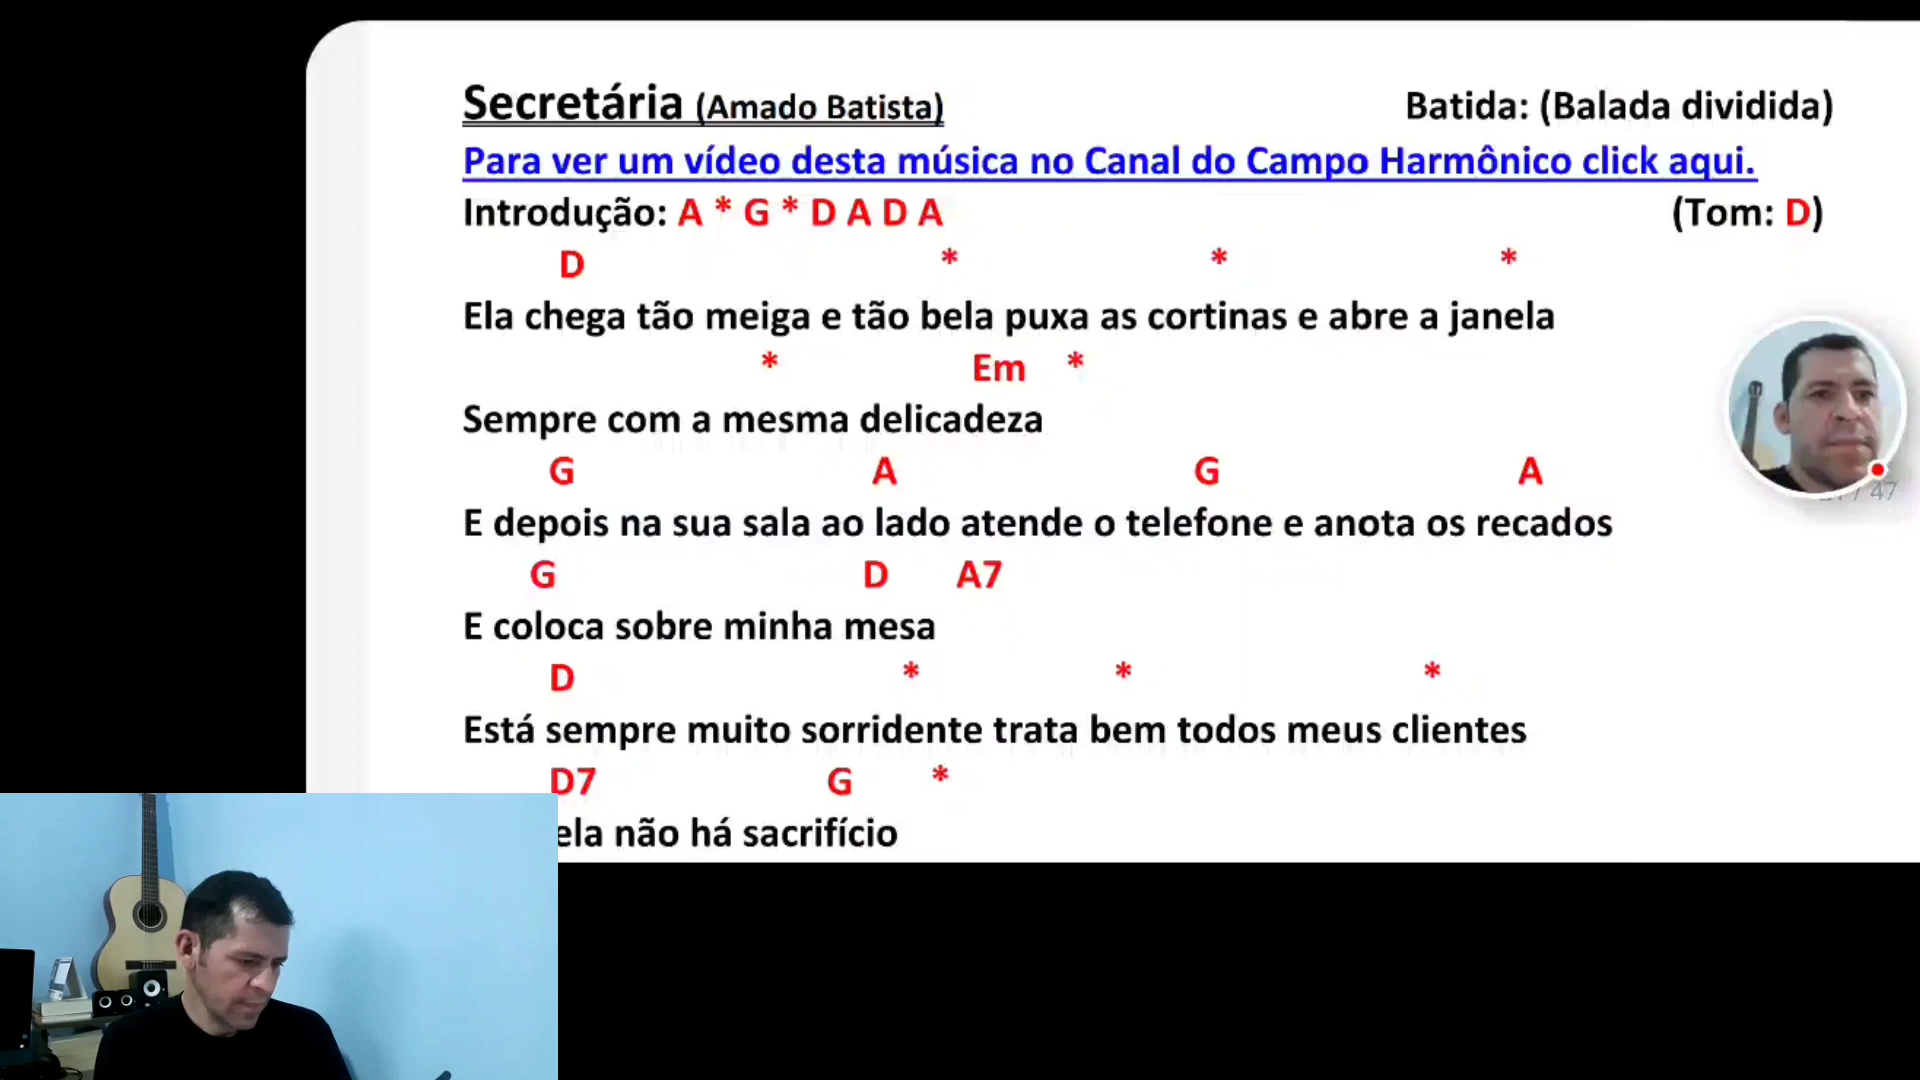 Secretária (Amado Batista) Batida: (Balada dividida)
Para ver um vídeo desta música no Canal do Campo Harmônico click aqui.
Introdução: A * G * D A D A (Tom: D)
D * * *
Ela chega tão meiga e tão bela puxa as cortinas e abre a janela
* Em *
Sempre com a mesma delicadeza
G A G A
E depois na sua sala ao lado atende o telefone e anota os recados
G D A7
E coloca sobre minha mesa
D * * *
Está sempre muito sorridente trata bem todos meus clientes
D7 G *
ela não há sacrifício